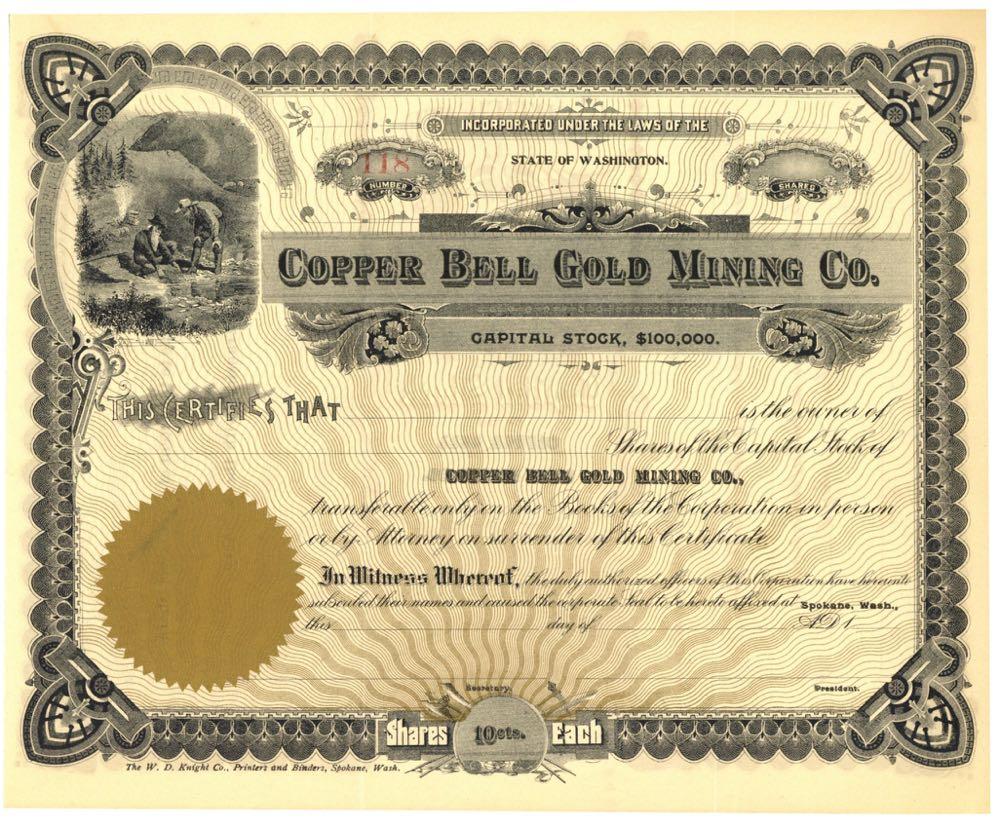 INCORPORATED UNDER THE LAWS OF THE
STATE OF WASHINGTON.
118
NUMBER
SHARES
COPPER BELL GOLD MINING CO.
CAPITAL STOCK, $100,000.
THIS CERTIFIES THAT
is the owner of
Shares of the Capital Stock of
COPPER BELL GOLD MINING CO.,
transferable only on the Books of the Corporation in person
or by Attorney on surrender of this Certificate
In Witness Whereof, the duly authorized officers of this Corporation have hereunto
subscribed their names and caused the corporate Seal to be hereto affixed at Spokane, Wash.,
this day of A.D. 1
Secretary. President.
Shares 10 cts. Each
The W. D. Knight Co., Printers and Binders, Spokane, Wash.